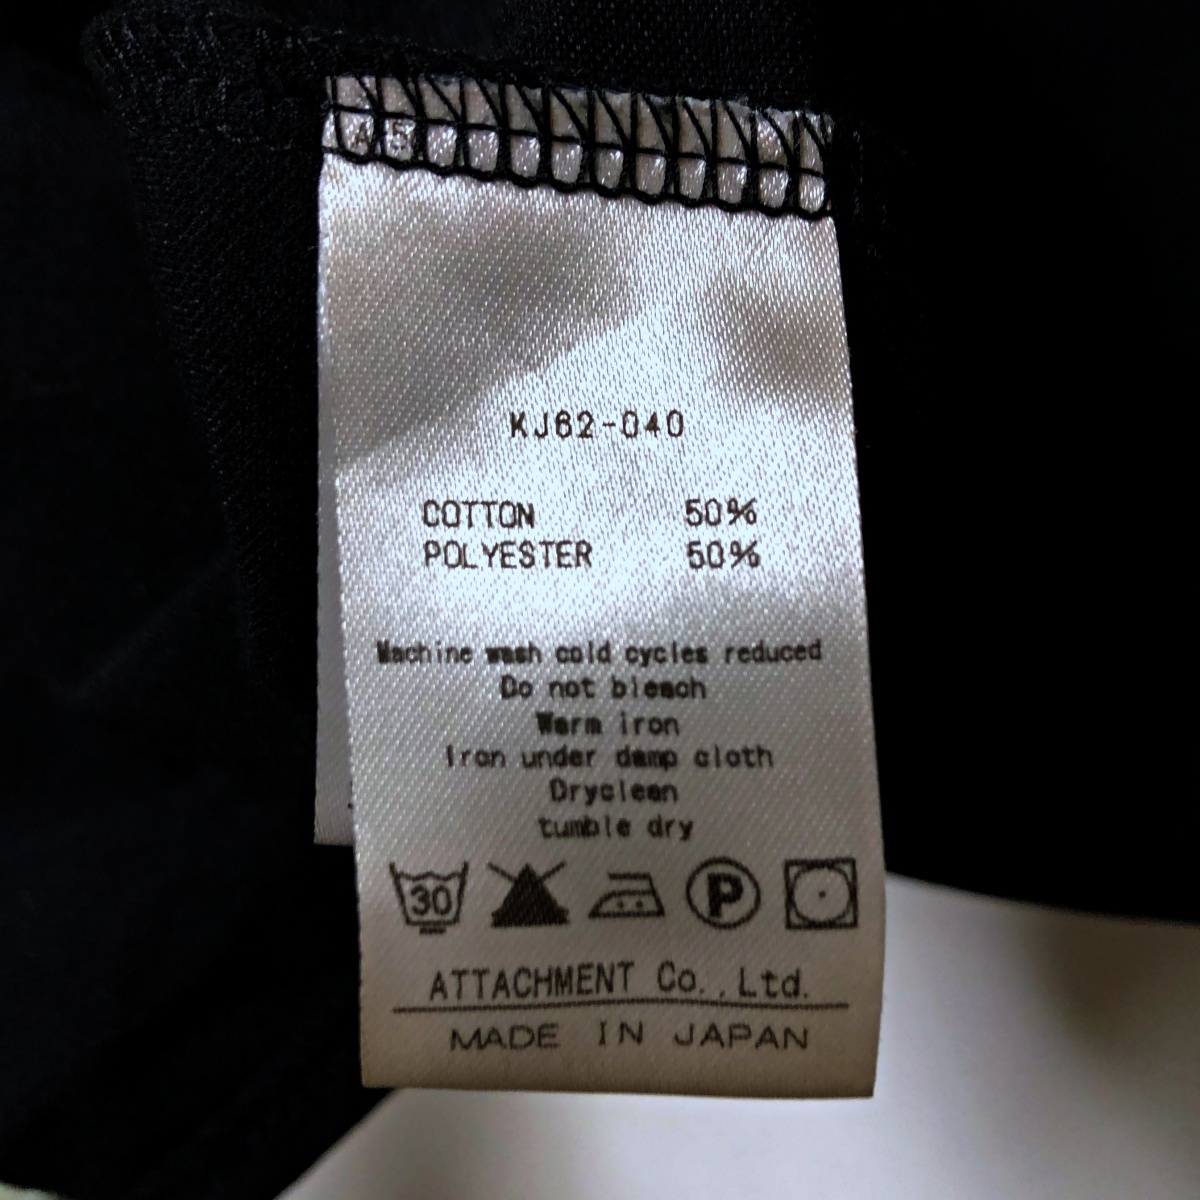 45
KJ62-040
COTTON 50%
POLYESTER 50%
Machine wash cold cycles reduced
Do not bleach
Warm iron
Iron under damp cloth
Dryclean
tumble dry
30 P
ATTACHMENT Co.,Ltd.
MADE IN JAPAN